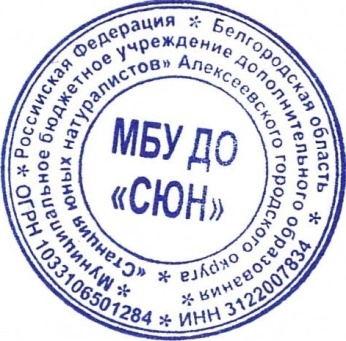 * Российская Федерация * Белгородская область
* ОГРН 1033106501284 * ИНН 3122007834
* Муниципальное бюджетное учреждение дополнительного образования
* «Станция юных натуралистов» Алексеевского городского округа
МБУ ДО
«СЮН»